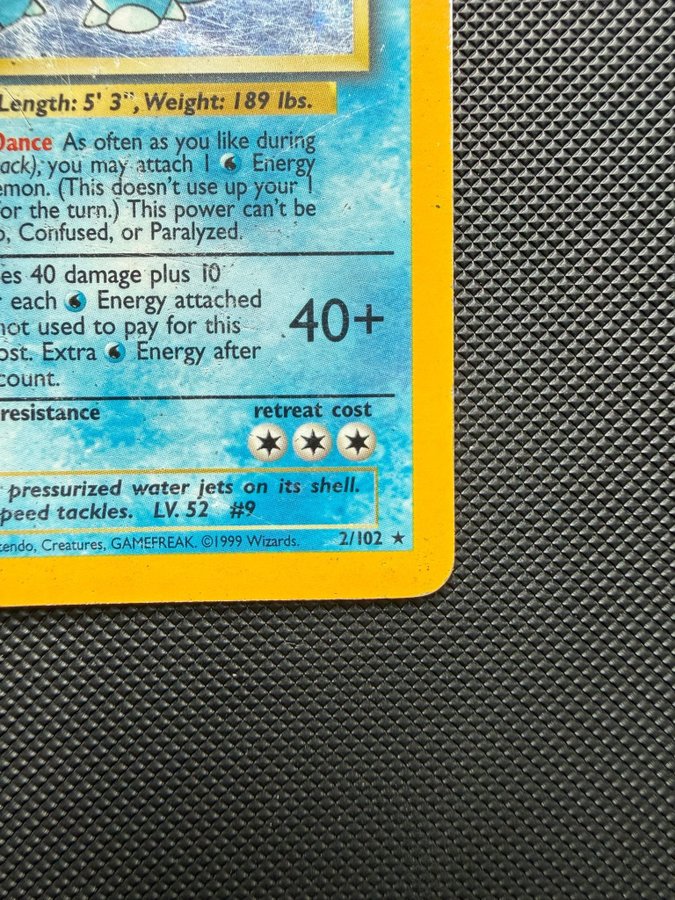 Length: 5' 3", Weight: 189 lbs.
Dance As often as you like during
ack), you may attach 1 Energy
emon. (This doesn't use up your 1
for the turn.) This power can't be
, Confused, or Paralyzed.
es 40 damage plus 10
each Energy attached
not used to pay for this
ost. Extra Energy after
count.
40+
resistance
retreat cost
pressurized water jets on its shell.
peed tackles. LV. 52 #9
tendo, Creatures, GAMEFREAK. ©1999 Wizards.
2/102 ★